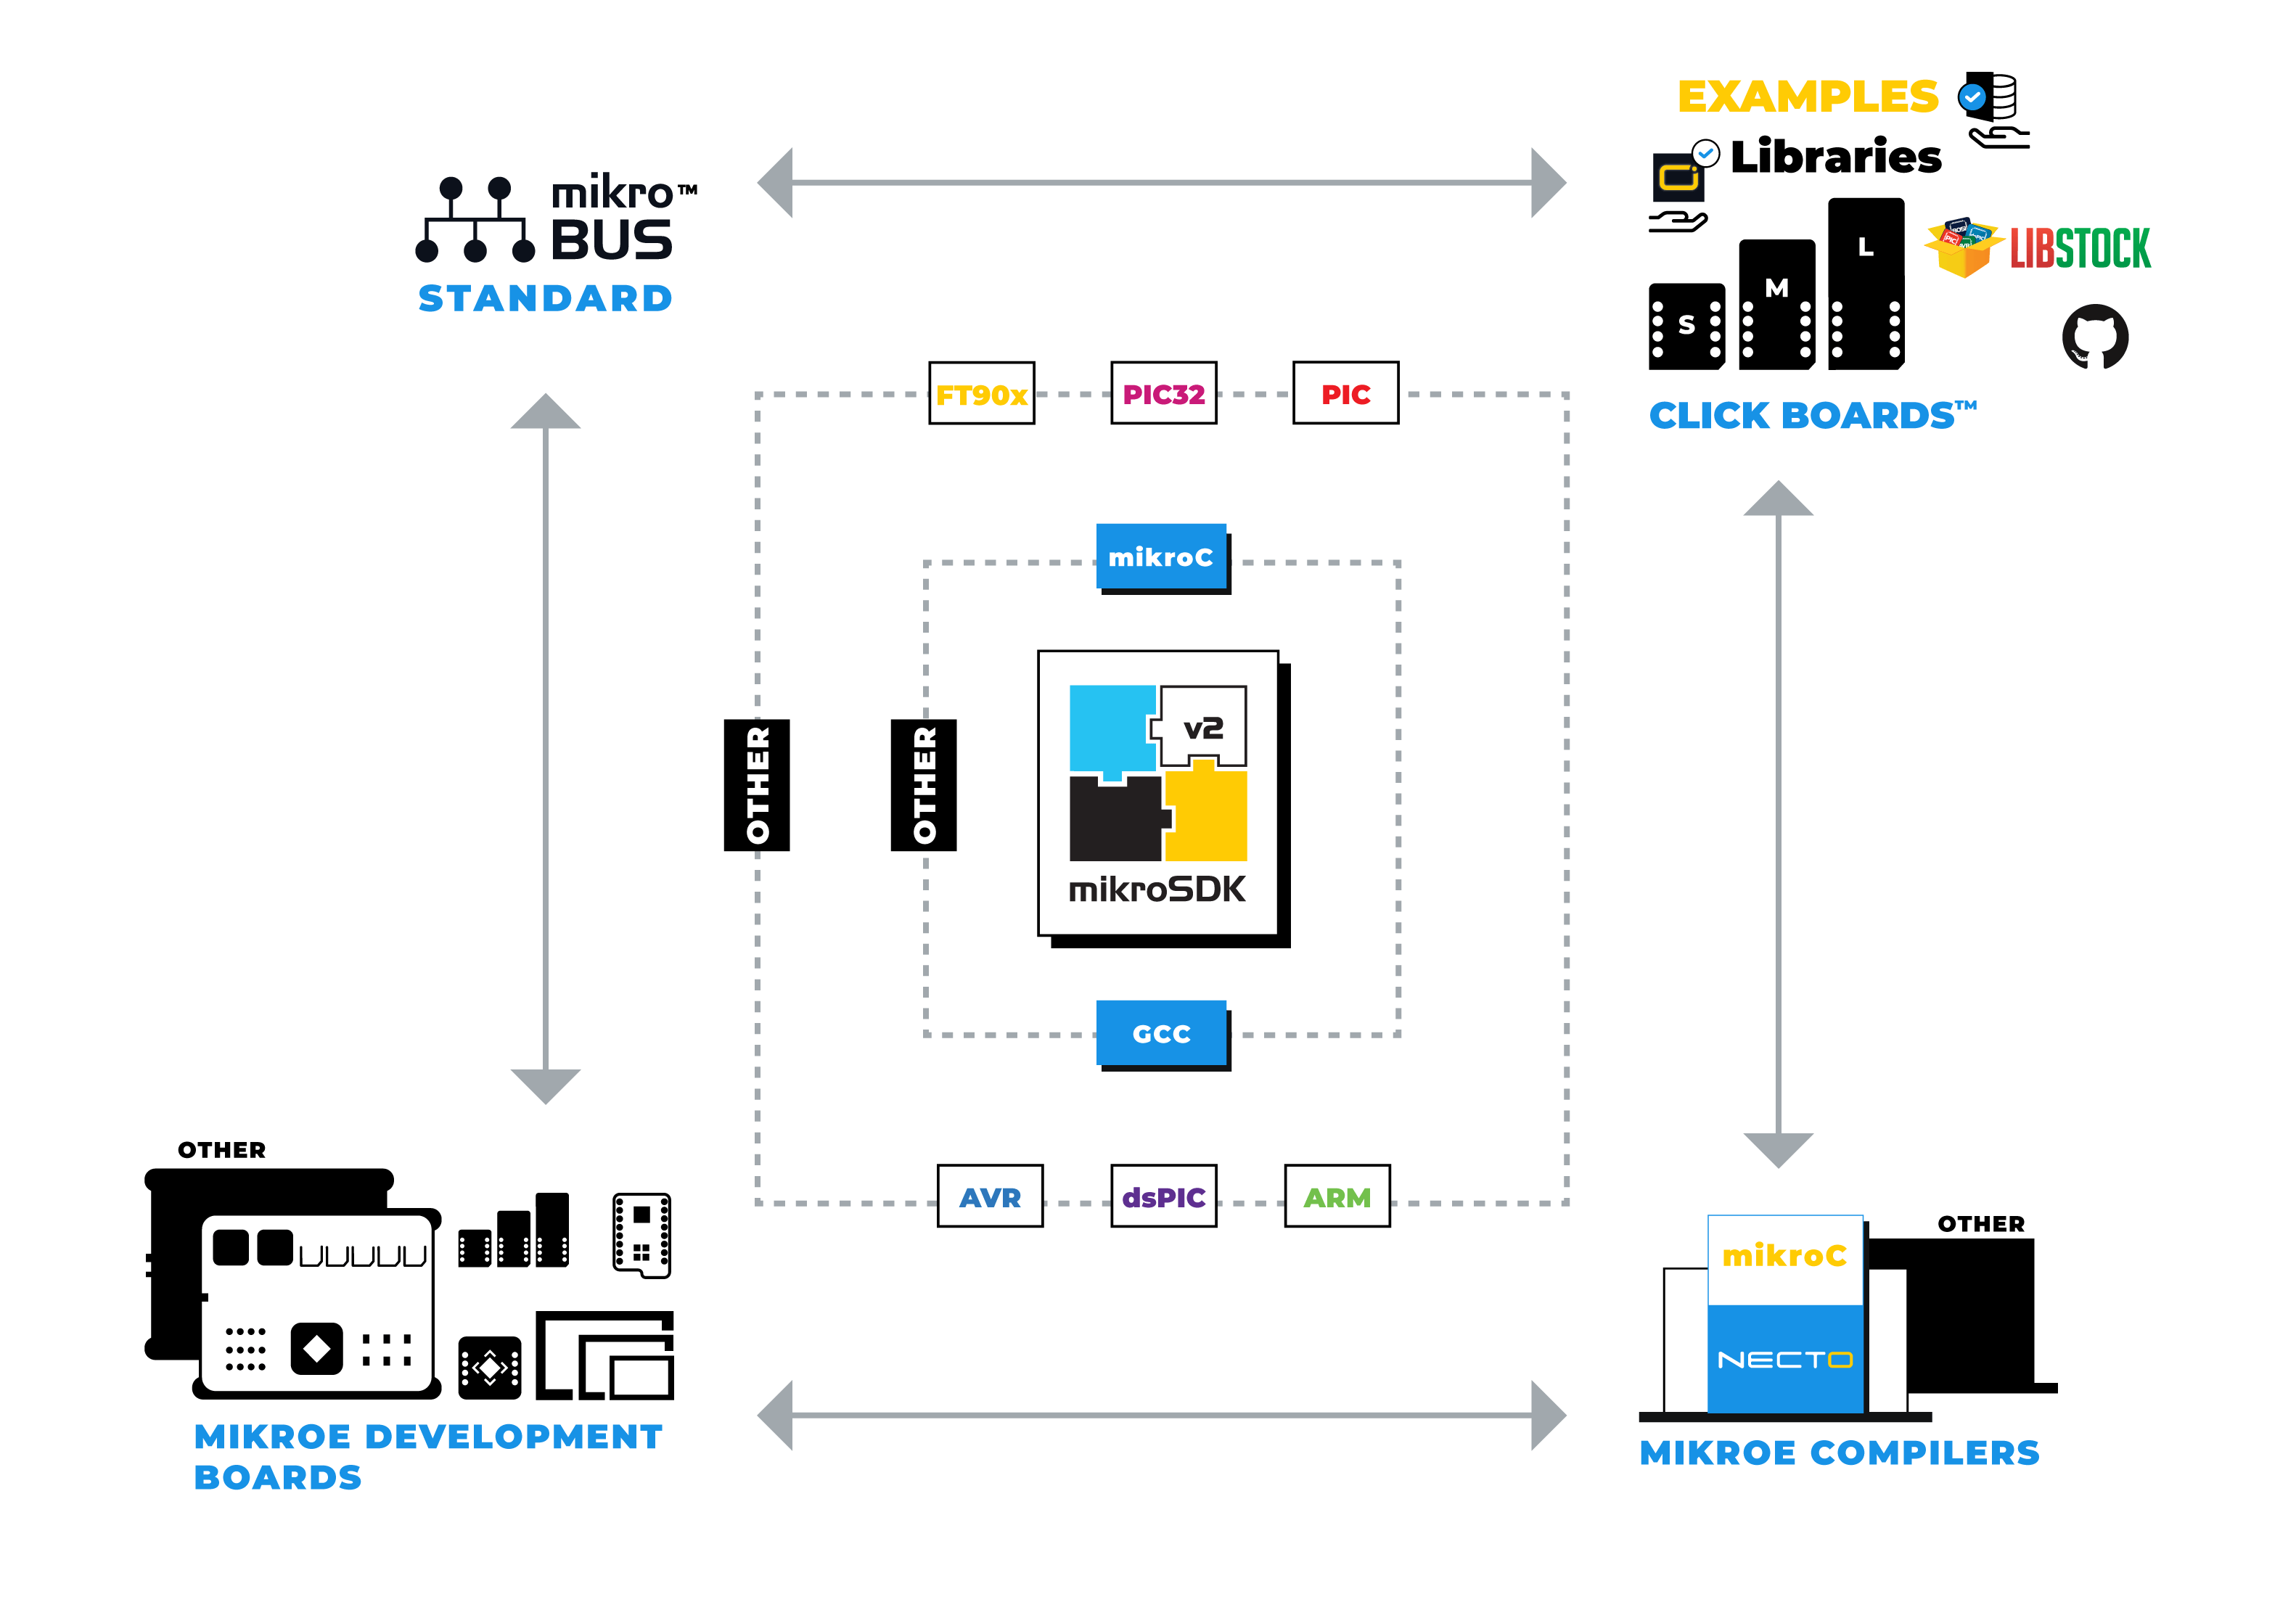 mikro™
BUS
STANDARD
EXAMPLES
Libraries
S
M
L
LIBSTOCK
CLICK BOARDS™
FT90x
PIC32
PIC
mikroC
OTHER
OTHER
v2
mikroSDK
GCC
AVR
dsPIC
ARM
OTHER
MIKROE DEVELOPMENT
BOARDS
OTHER
mikroC
NECTO
MIKROE COMPILERS